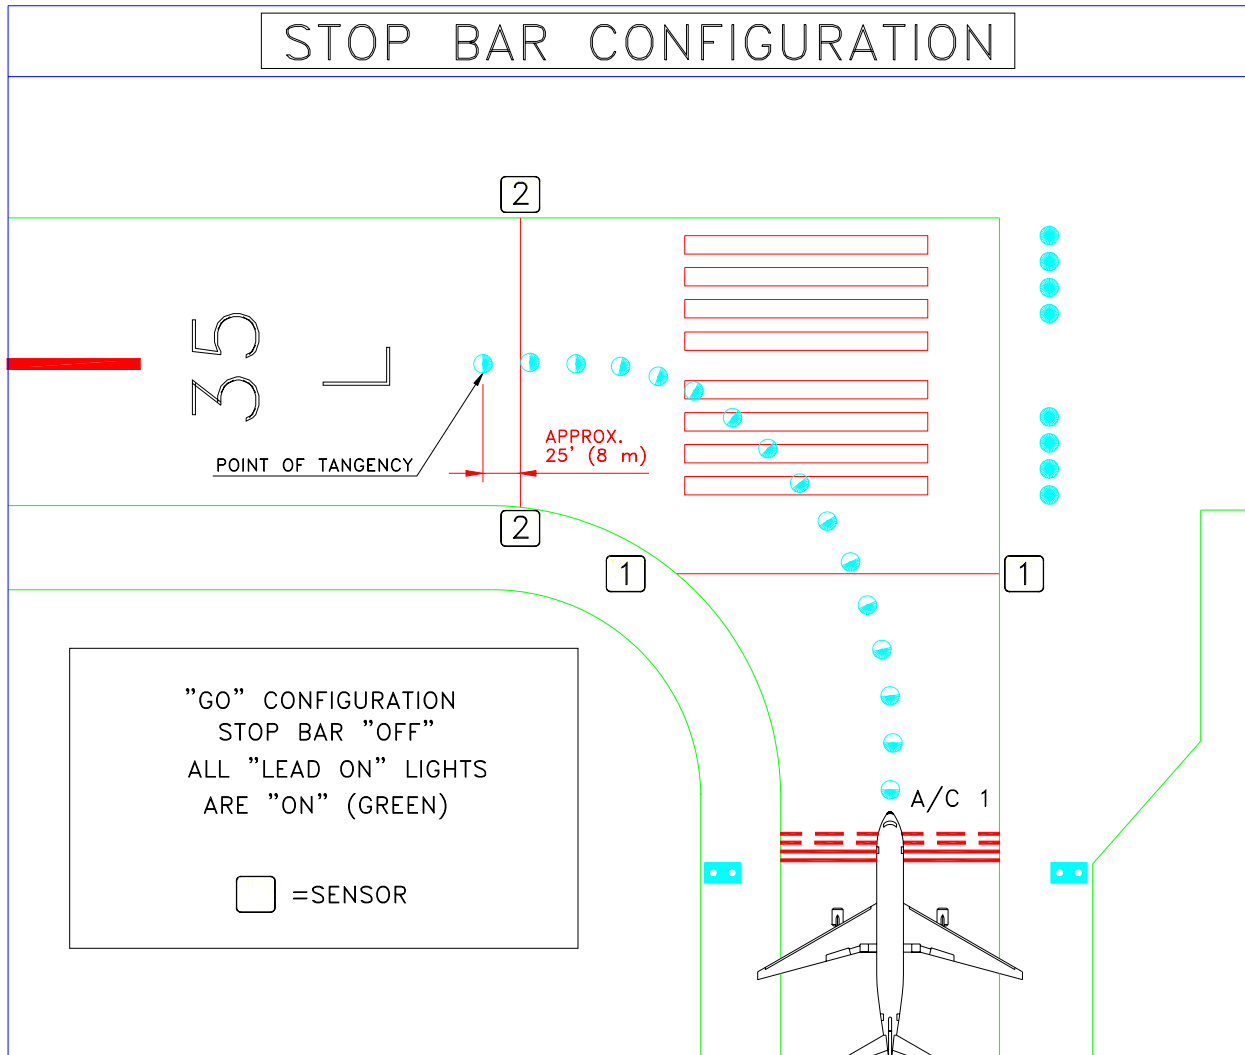 STOP BAR CONFIGURATION
2
35
L
APPROX.
25' (8 m)
POINT OF TANGENCY
2
1
1
"GO" CONFIGURATION
STOP BAR "OFF"
ALL "LEAD ON" LIGHTS
ARE "ON" (GREEN)
A/C 1
=SENSOR